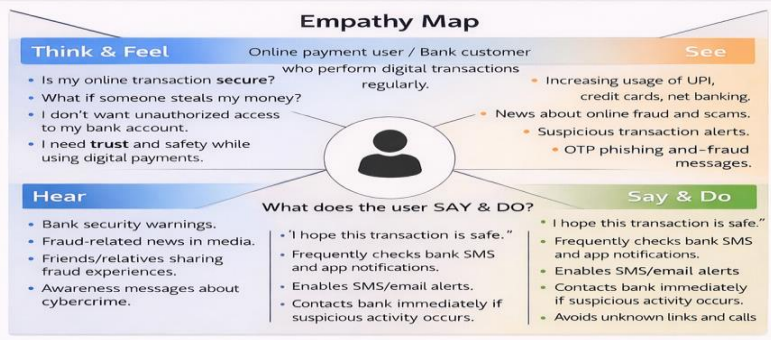 Empathy Map
Think & Feel
Online payment user / Bank customer
who perform digital transactions
regularly.
• Is my online transaction secure?
• What if someone steals my money?
• I don't want unauthorized access
to my bank account.
• I need trust and safety while
using digital payments.
See
• Increasing usage of UPI,
credit cards, net banking.
• News about online fraud and scams.
• Suspicious transaction alerts.
• OTP phishing and-fraud
messages.
Hear
• Bank security warnings.
• Fraud-related news in media.
• Friends/relatives sharing
fraud experiences.
• Awareness messages about
cybercrime.
What does the user SAY & DO?
• 'I hope this transaction is safe."
• Frequently checks bank SMS
and app notifications.
• Enables SMS/email alerts.
• Contacts bank immediately if
suspicious activity occurs.
Say & Do
• I hope this transaction is safe."
• Frequently checks bank SMS
and app notifications.
• Enables SMS/email alerts
• Contacts bank immediately
if suspicious activity occurs.
• Avoids unknown links and calls